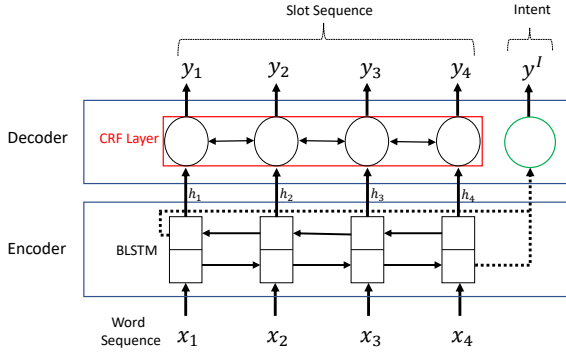 Slot Sequence Intent
y₁ y₂ y₃ y₄ yᴵ
Decoder CRF Layer
h₁ h₂ h₃ h₄
Encoder BLSTM
Word
Sequence x₁ x₂ x₃ x₄